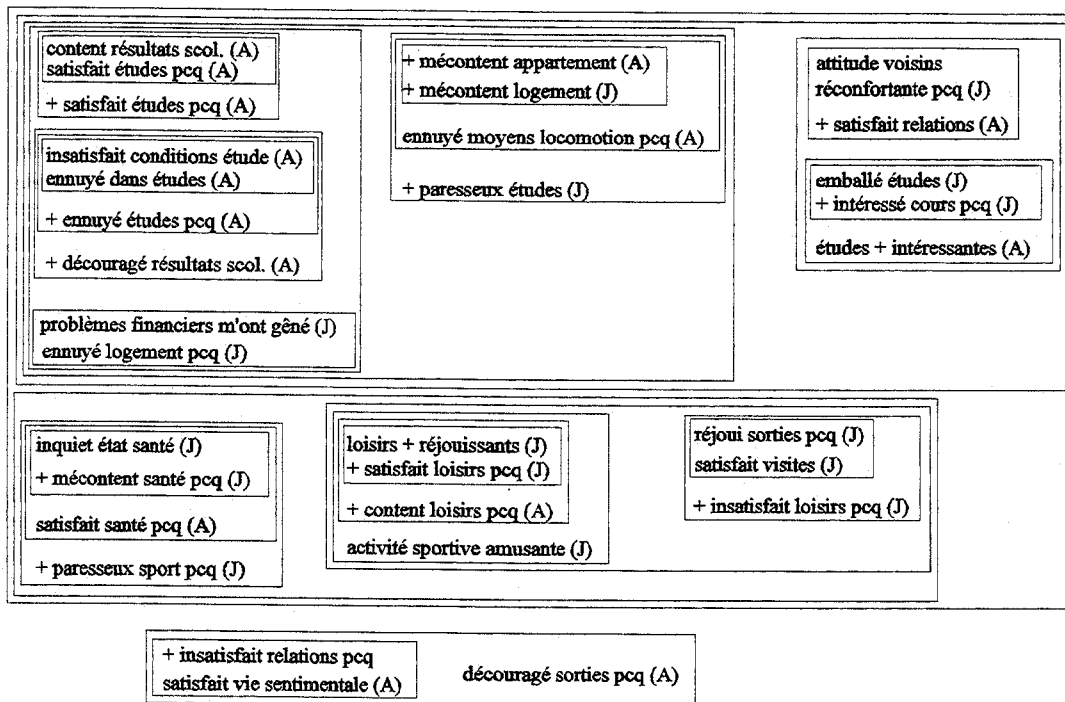 content résultats scol. (A)
satisfait études pcq (A)
+ satisfait études pcq (A)
insatisfait conditions étude (A)
ennuyé dans études (A)
+ ennuyé études pcq (A)
+ découragé résultats scol. (A)
problèmes financiers m'ont gêné (J)
ennuyé logement pcq (J)
+ mécontent appartement (A)
+ mécontent logement (J)
ennuyé moyens locomotion pcq (A)
+ paresseux études (J)
attitude voisins
réconfortante pcq (J)
+ satisfait relations (A)
emballé études (J)
+ intéressé cours pcq (J)
études + intéressantes (A)
inquiet état santé (J)
+ mécontent santé pcq (J)
satisfait santé pcq (A)
+ paresseux sport pcq (J)
loisirs + réjouissants (J)
+ satisfait loisirs pcq (J)
+ content loisirs pcq (A)
activité sportive amusante (J)
réjoui sorties pcq (J)
satisfait visites (J)
+ insatisfait loisirs pcq (J)
+ insatisfait relations pcq
satisfait vie sentimentale (A)
découragé sorties pcq (A)